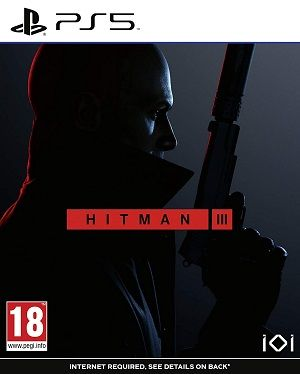 PS5
HITMAN III
18
www.pegi.info
iOi
INTERNET REQUIRED, SEE DETAILS ON BACK*